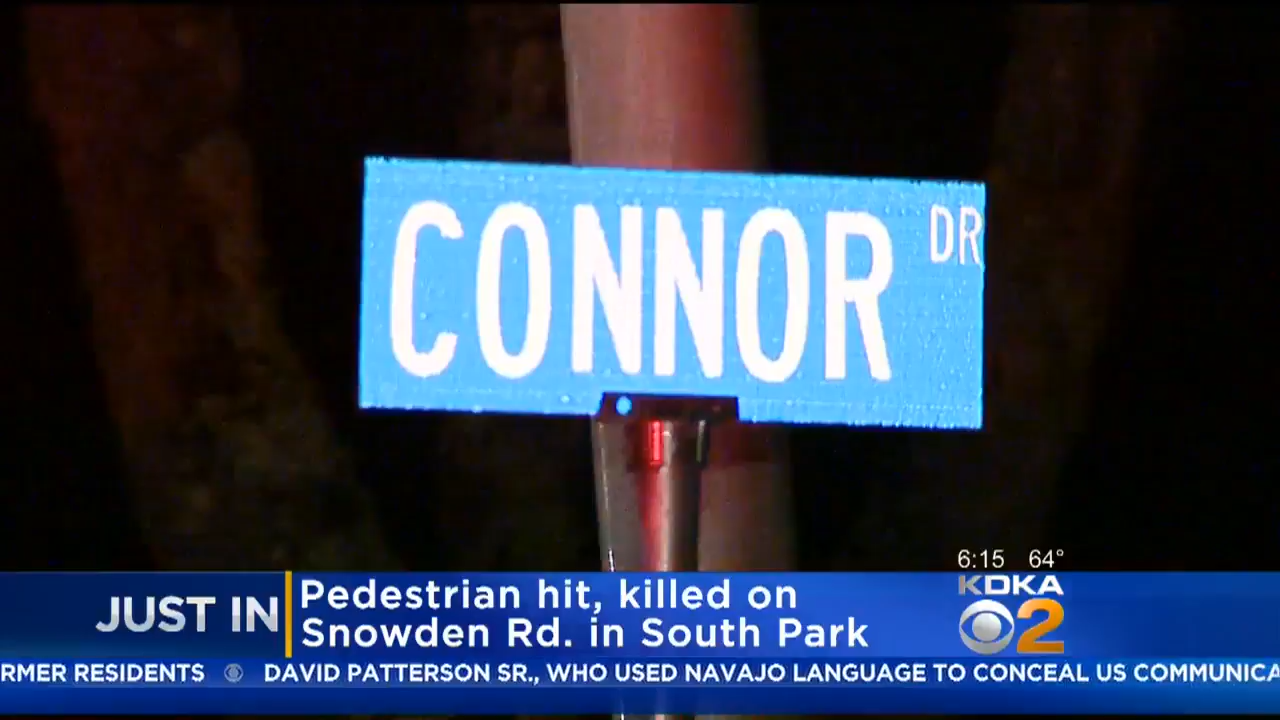 CONNOR DR
6:15 64°
KDKA
2
JUST IN
Pedestrian hit, killed on
Snowden Rd. in South Park
RMER RESIDENTS DAVID PATTERSON SR., WHO USED NAVAJO LANGUAGE TO CONCEAL US COMMUNICA